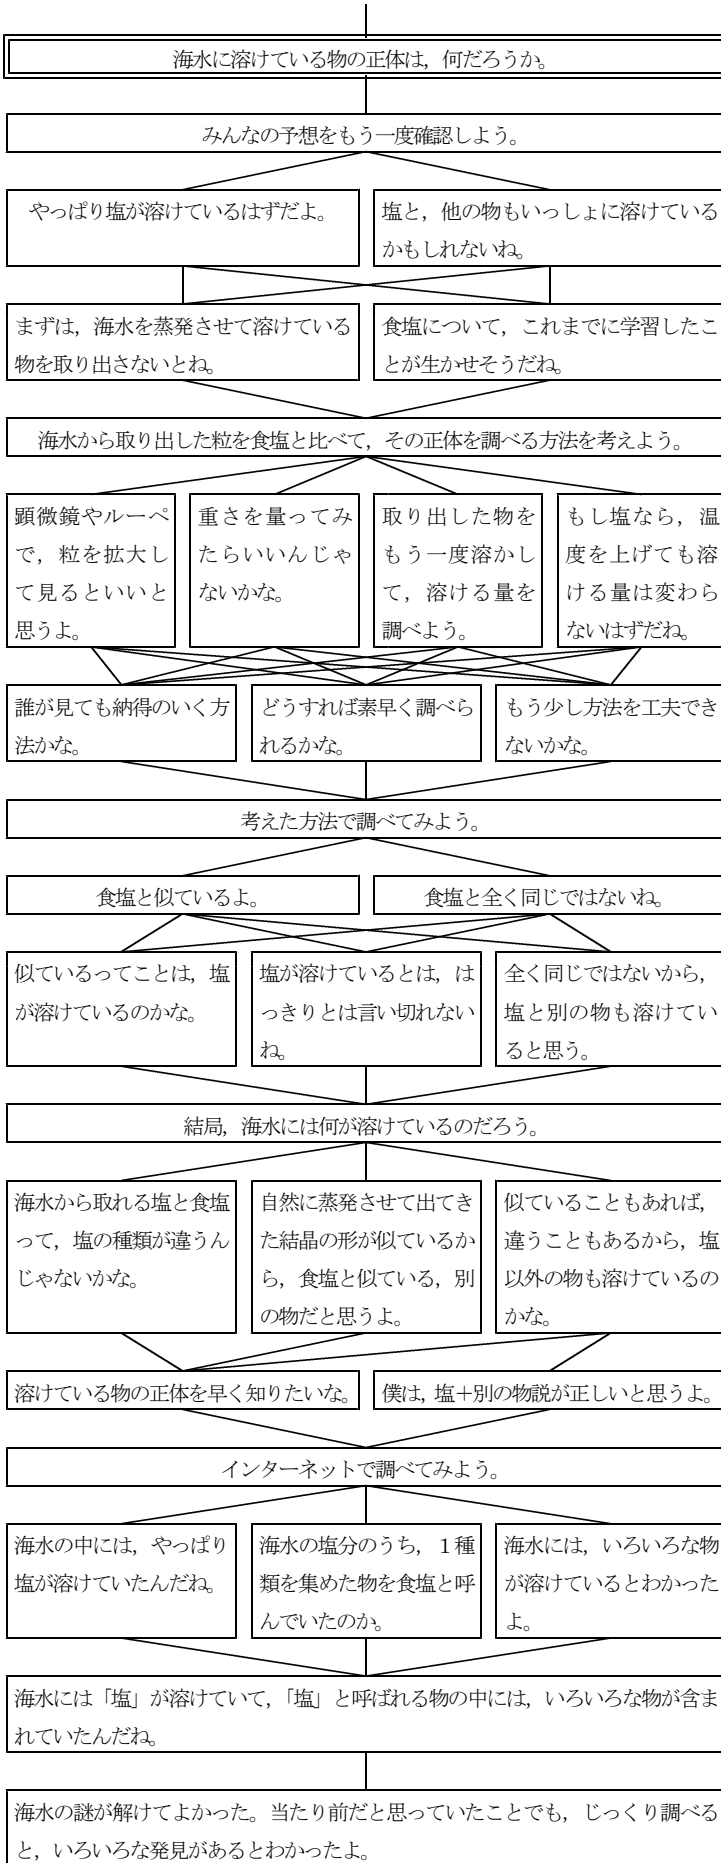 海水に溶けている物の正体は，何だろうか。
みんなの予想をもう一度確認しよう。
やっぱり塩が溶けているはずだよ。
塩と，他の物もいっしょに溶けている
かもしれないね。
まずは，海水を蒸発させて溶けている
物を取り出さないとね。
食塩について，これまでに学習したこ
とが生かせそうだね。
海水から取り出した粒を食塩と比べて，その正体を調べる方法を考えよう。
顕微鏡やルーペ
で，粒を拡大し
て見るといいと
思うよ。
重さを量ってみ
たらいいんじゃ
ないかな。
取り出した物を
もう一度溶かし
て，溶ける量を
調べよう。
もし塩なら，温
度を上げても溶
ける量は変わら
ないはずだね。
誰が見ても納得のいく方
法かな。
どうすれば素早く調べら
れるかな。
もう少し方法を工夫でき
ないかな。
考えた方法で調べてみよう。
食塩と似ているよ。
食塩と全く同じではないね。
似ているってことは，塩
が溶けているのかな。
塩が溶けているとは，は
っきりとは言い切れない
ね。
全く同じではないから，
塩と別の物も溶けてい
ると思う。
結局，海水には何が溶けているのだろう。
海水から取れる塩と食塩
って，塩の種類が違うん
じゃないかな。
自然に蒸発させて出てき
た結晶の形が似ているか
ら，食塩と似ている，別
の物だと思うよ。
似ていることもあれば，
違うこともあるから，塩
以外の物も溶けているの
かな。
溶けている物の正体を早く知りたいな。
僕は，塩＋別の物説が正しいと思うよ。
インターネットで調べてみよう。
海水の中には，やっぱり
塩が溶けていたんだね。
海水の塩分のうち，１種
類を集めた物を食塩と呼
んでいたのか。
海水には，いろいろな物
が溶けているとわかった
よ。
海水には「塩」が溶けていて，「塩」と呼ばれる物の中には，いろいろな物が含ま
れていたんだね。
海水の謎が解けてよかった。当たり前だと思っていたことでも，じっくり調べる
と，いろいろな発見があるとわかったよ。